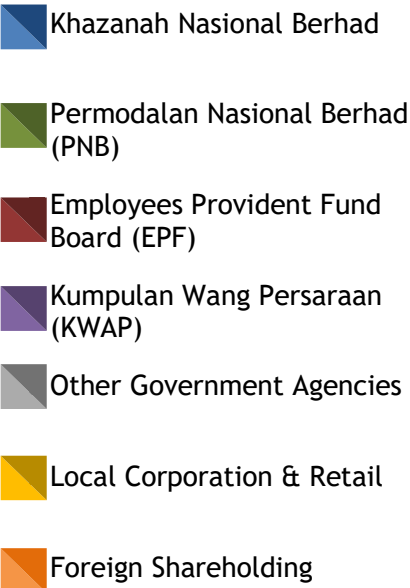 Khazanah Nasional Berhad
Permodalan Nasional Berhad
(PNB)
Employees Provident Fund
Board (EPF)
Kumpulan Wang Persaraan
(KWAP)
Other Government Agencies
Local Corporation & Retail
Foreign Shareholding